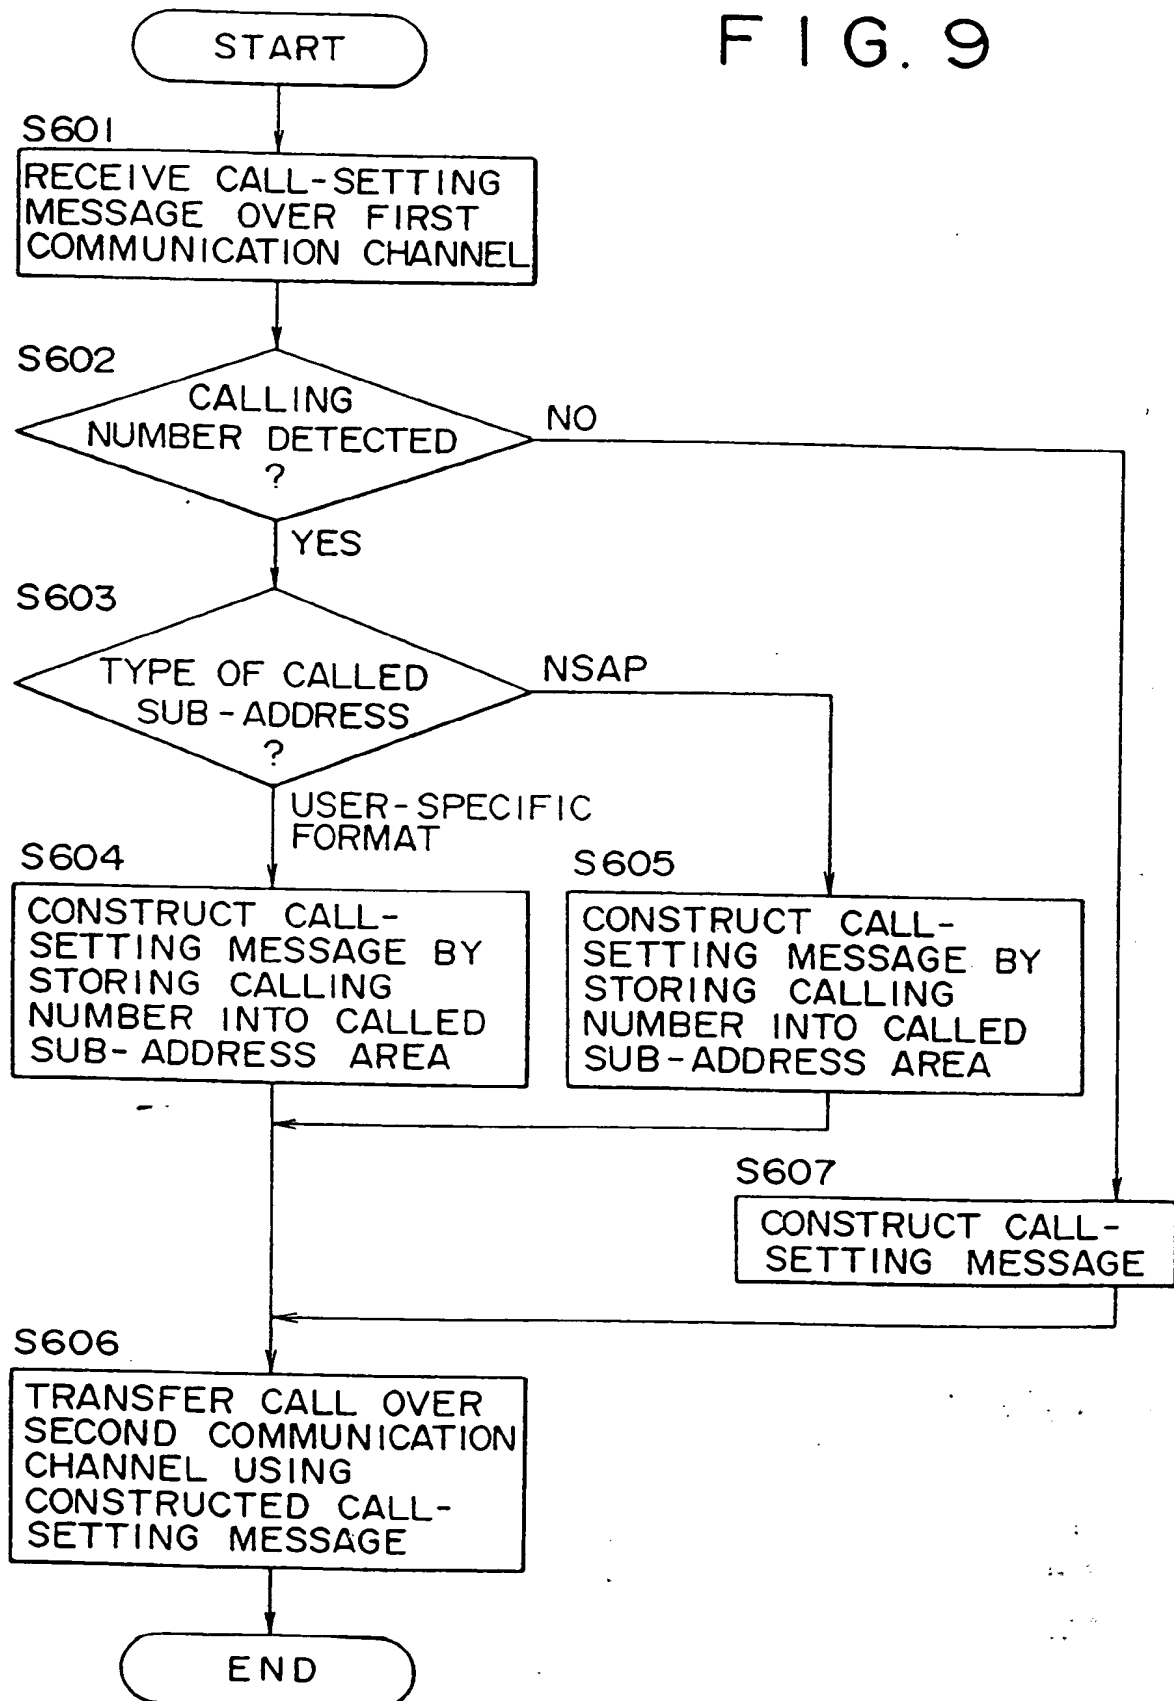 FIG. 9
START
S601
RECEIVE CALL-SETTING
MESSAGE OVER FIRST
COMMUNICATION CHANNEL
S602
CALLING
NUMBER DETECTED
?
NO
YES
S603
TYPE OF CALLED
SUB-ADDRESS
?
NSAP
USER-SPECIFIC
FORMAT
S604
CONSTRUCT CALL-
SETTING MESSAGE BY
STORING CALLING
NUMBER INTO CALLED
SUB-ADDRESS AREA
S605
CONSTRUCT CALL-
SETTING MESSAGE BY
STORING CALLING
NUMBER INTO CALLED
SUB-ADDRESS AREA
S607
CONSTRUCT CALL-
SETTING MESSAGE
S606
TRANSFER CALL OVER
SECOND COMMUNICATION
CHANNEL USING
CONSTRUCTED CALL-
SETTING MESSAGE
END